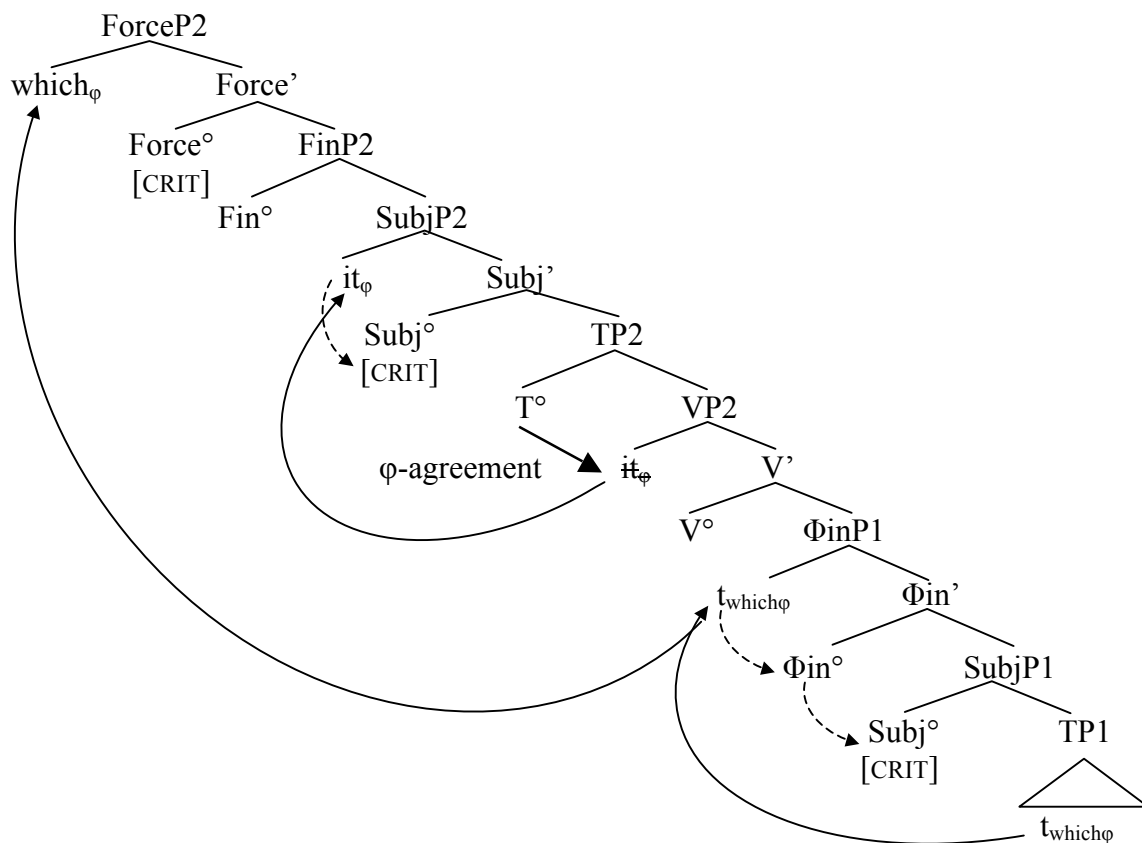 ForceP2
whichφ Force’
Force° FinP2
[CRIT]
Fin° SubjP2
itφ Subj’
Subj° TP2
[CRIT]
T° VP2
φ-agreement itφ V’
V° ΦinP1
twhichφ Φin’
Φin° SubjP1
Subj° TP1
[CRIT]
twhichφ